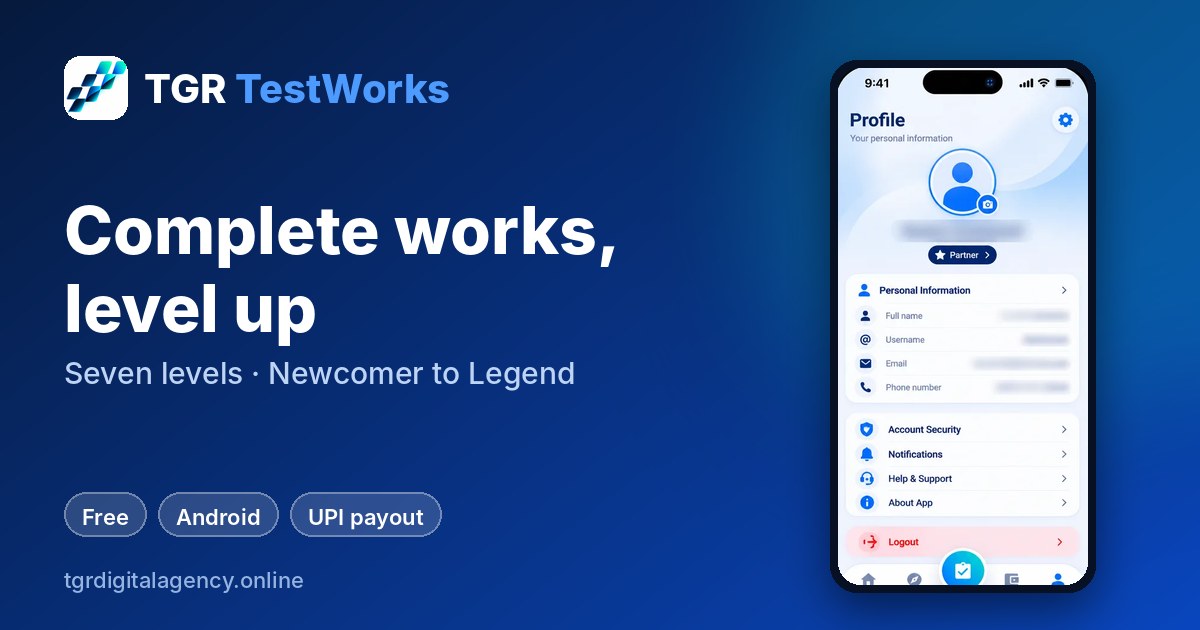 TGR TestWorks
Complete works,
level up
Seven levels · Newcomer to Legend
Free
Android
UPI payout
tgrdigitalagency.online
9:41
Profile
Your personal information
Partner
Personal Information
Full name
Username
Email
Phone number
Account Security
Notifications
Help & Support
About App
Logout